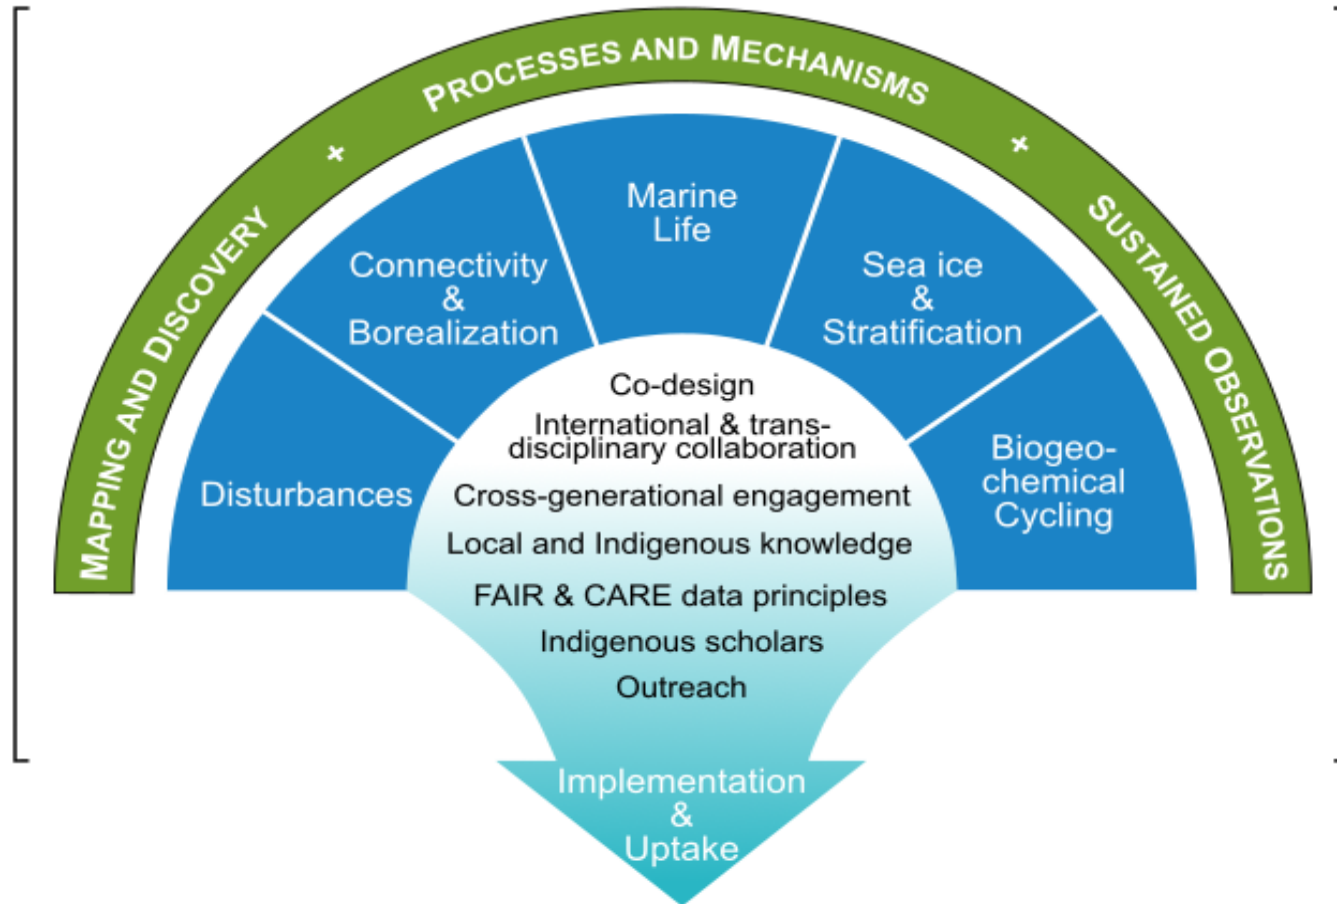 MAPPING AND DISCOVERY + PROCESSES AND MECHANISMS + SUSTAINED OBSERVATIONS
Disturbances
Connectivity
&
Borealization
Marine
Life
Sea ice
&
Stratification
Biogeo-
chemical
Cycling
Co-design
International & trans-
disciplinary collaboration
Cross-generational engagement
Local and Indigenous knowledge
FAIR & CARE data principles
Indigenous scholars
Outreach
Implementation
&
Uptake